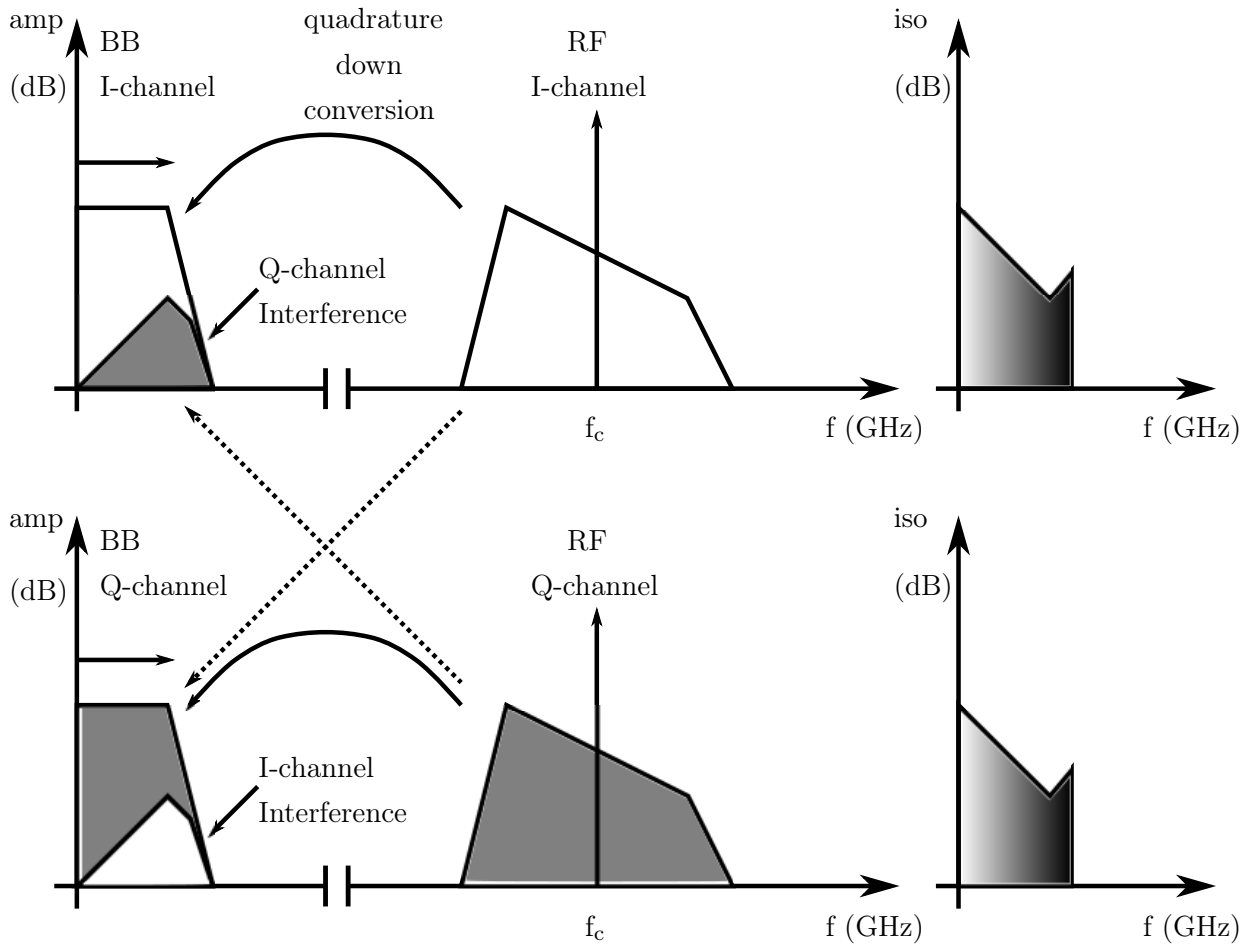 amp
(dB)
BB
I-channel
quadrature
down
conversion
RF
I-channel
iso
(dB)
Q-channel
Interference
f_c
f (GHz)
f (GHz)
amp
(dB)
BB
Q-channel
RF
Q-channel
iso
(dB)
I-channel
Interference
f_c
f (GHz)
f (GHz)